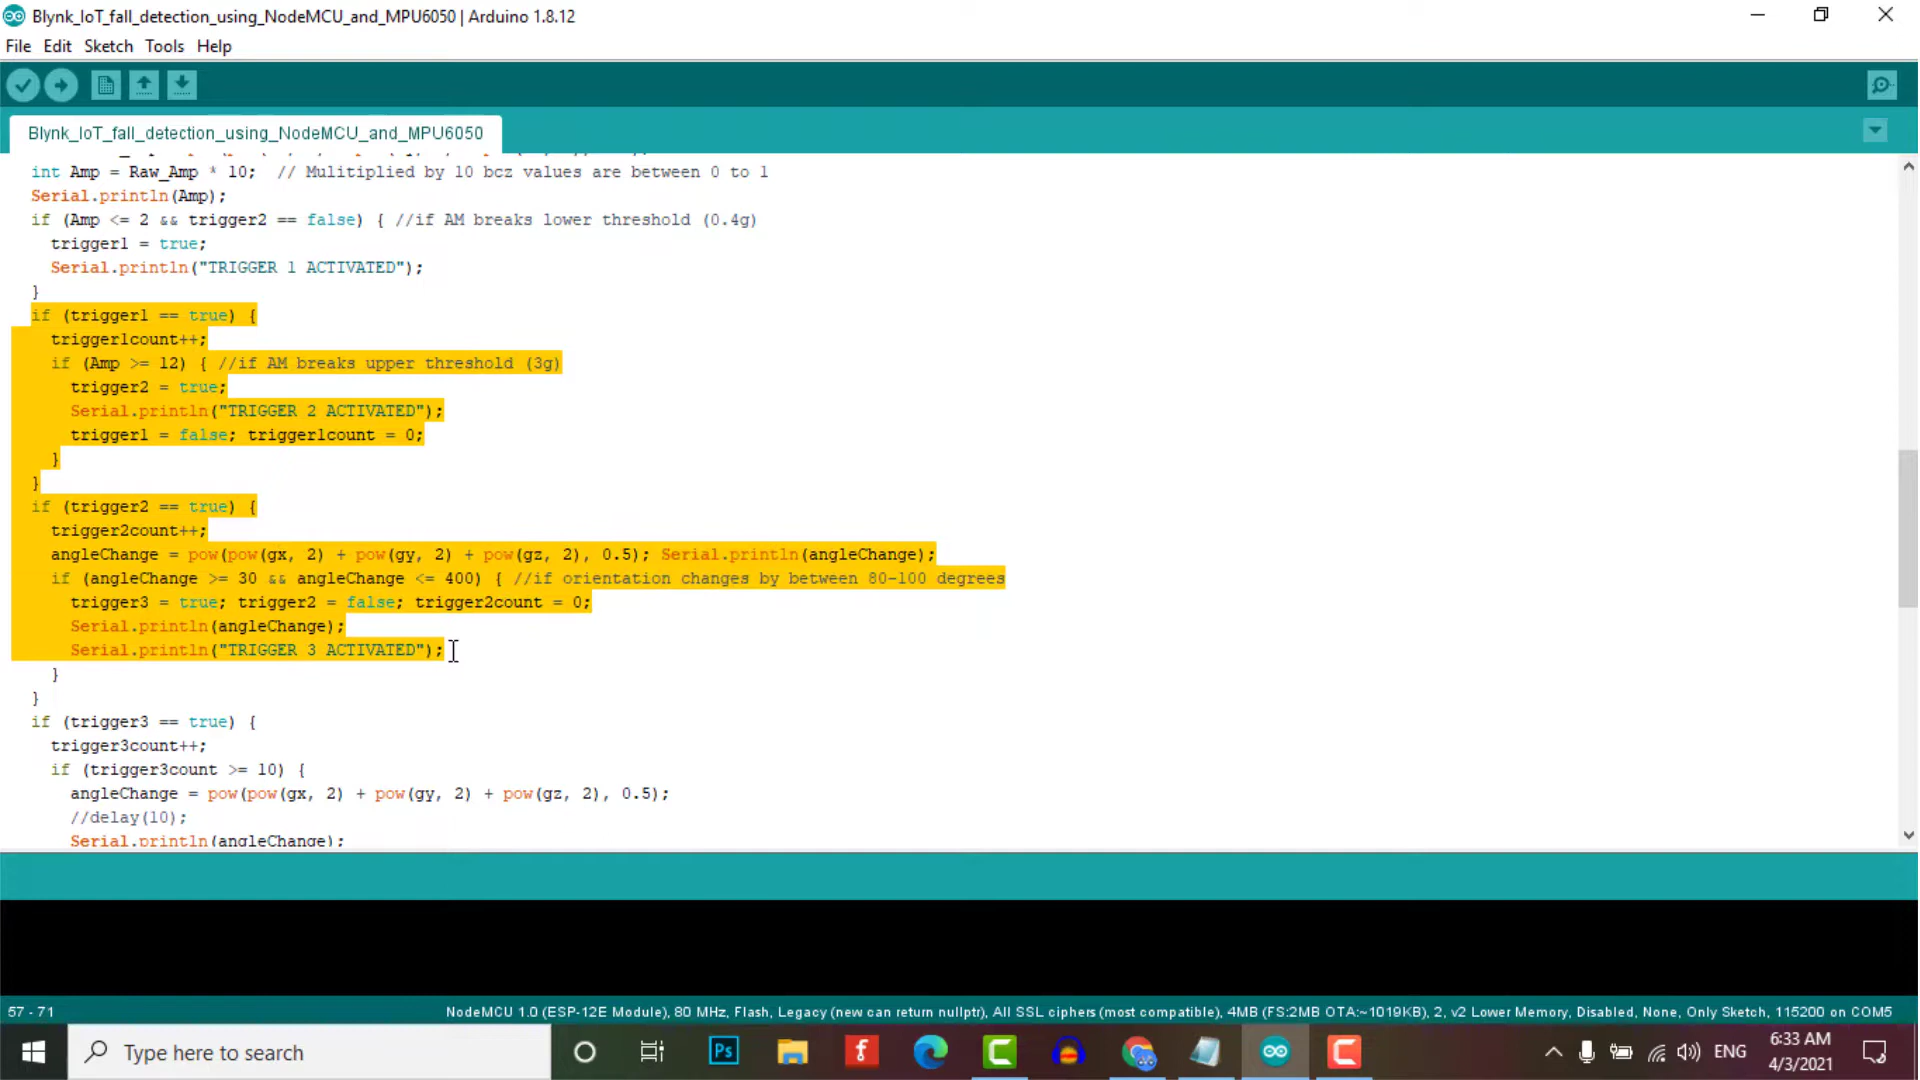 Blynk_IoT_fall_detection_using_NodeMCU_and_MPU6050 | Arduino 1.8.12
File Edit Sketch Tools Help
Blynk_IoT_fall_detection_using_NodeMCU_and_MPU6050
int Amp = Raw_Amp * 10;  // Mulitiplied by 10 bcz values are between 0 to 1
Serial.println(Amp);
if (Amp <= 2 && trigger2 == false) { //if AM breaks lower threshold (0.4g)
trigger1 = true;
Serial.println("TRIGGER 1 ACTIVATED");
}
if (trigger1 == true) {
trigger1count++;
if (Amp >= 12) { //if AM breaks upper threshold (3g)
trigger2 = true;
Serial.println("TRIGGER 2 ACTIVATED");
trigger1 = false; trigger1count = 0;
}
}
if (trigger2 == true) {
trigger2count++;
angleChange = pow(pow(gx, 2) + pow(gy, 2) + pow(gz, 2), 0.5); Serial.println(angleChange);
if (angleChange >= 30 && angleChange <= 400) { //if orientation changes by between 80-100 degrees
trigger3 = true; trigger2 = false; trigger2count = 0;
Serial.println(angleChange);
Serial.println("TRIGGER 3 ACTIVATED");
}
}
if (trigger3 == true) {
trigger3count++;
if (trigger3count >= 10) {
angleChange = pow(pow(gx, 2) + pow(gy, 2) + pow(gz, 2), 0.5);
//delay(10);
Serial.println(angleChange);
57 - 71 NodeMCU 1.0 (ESP-12E Module), 80 MHz, Flash, Legacy (new can return nullptr), All SSL ciphers (most compatible), 4MB (FS:2MB OTA:~1019KB), 2, v2 Lower Memory, Disabled, None, Only Sketch, 115200 on COM5
Type here to search
Ps
ENG
6:33 AM
4/3/2021